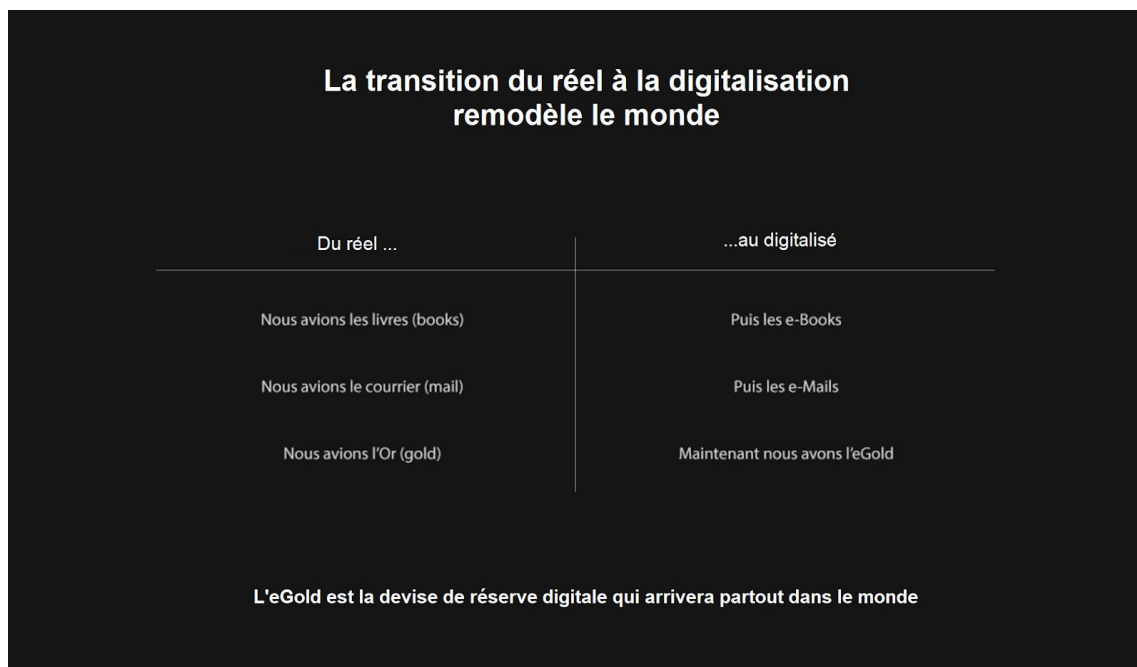 La transition du réel à la digitalisation
remodèle le monde
Du réel ...
...au digitalisé
Nous avions les livres (books)
Puis les e-Books
Nous avions le courrier (mail)
Puis les e-Mails
Nous avions l'Or (gold)
Maintenant nous avons l'eGold
L'eGold est la devise de réserve digitale qui arrivera partout dans le monde